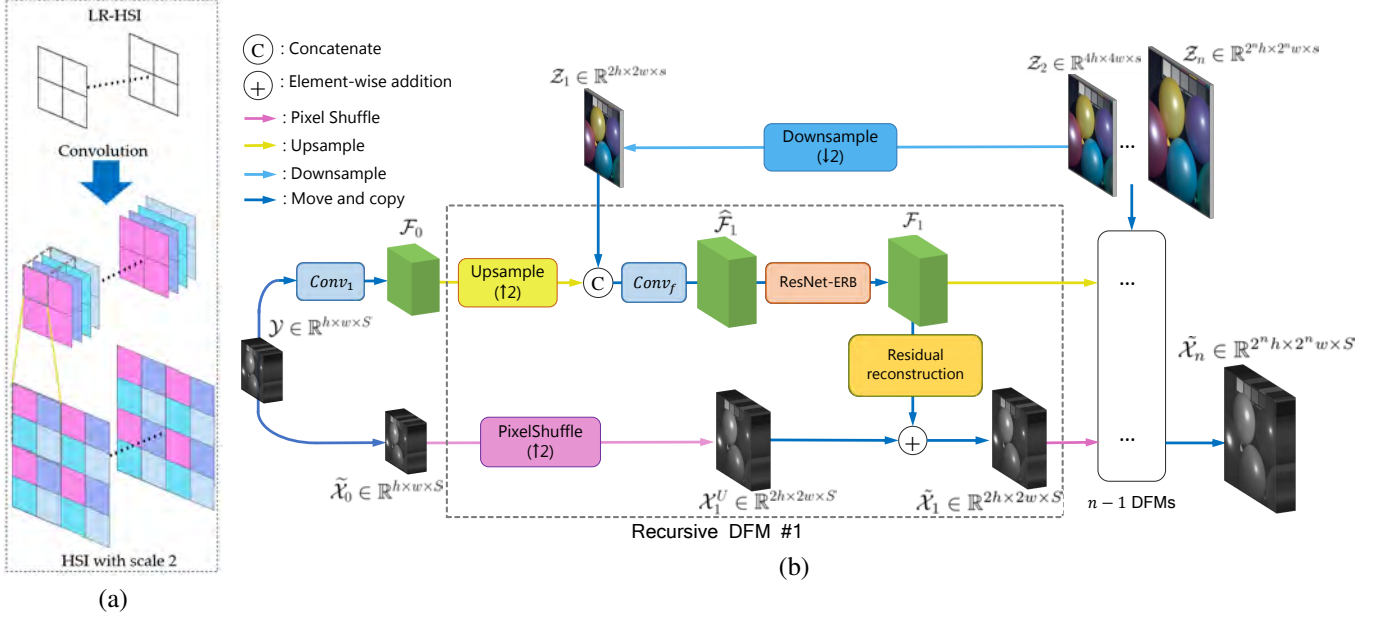 LR-HSI
Convolution
HSI with scale 2
(a)
C : Concatenate
+ : Element-wise addition
: Pixel Shuffle
: Upsample
: Downsample
: Move and copy
𝒵₁ ∈ ℝ^{2h×2w×s}
Downsample
(↓2)
𝒵₂ ∈ ℝ^{4h×4w×s}
𝒵ₙ ∈ ℝ^{2ⁿh×2ⁿw×s}
...
ℱ₀
ℱ̂₁
ℱ₁
Conv₁
Upsample
(↑2)
C
Conv_f
ResNet-ERB
...
𝒴 ∈ ℝ^{h×w×S}
Residual
reconstruction
𝒳̃ₙ ∈ ℝ^{2ⁿh×2ⁿw×S}
PixelShuffle
(↑2)
+
...
𝒳̃₀ ∈ ℝ^{h×w×S}
𝒳₁^U ∈ ℝ^{2h×2w×S}
𝒳̃₁ ∈ ℝ^{2h×2w×S}
n − 1 DFMs
Recursive DFM #1
(b)